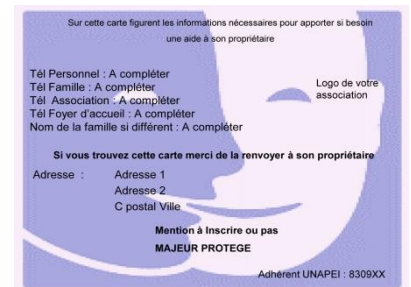 Sur cette carte figurent les informations nécessaires pour apporter si besoin
une aide à son propriétaire
Tél Personnel : A compléter
Tél Famille : A compléter
Tél Association : A compléter
Tél Foyer d'accueil : A compléter
Nom de la famille si différent : A compléter
Logo de votre
association
Si vous trouvez cette carte merci de la renvoyer à son propriétaire
Adresse : Adresse 1
Adresse 2
C postal Ville
Mention à Inscrire ou pas
MAJEUR PROTEGE
Adhérent UNAPEI : 8309XX